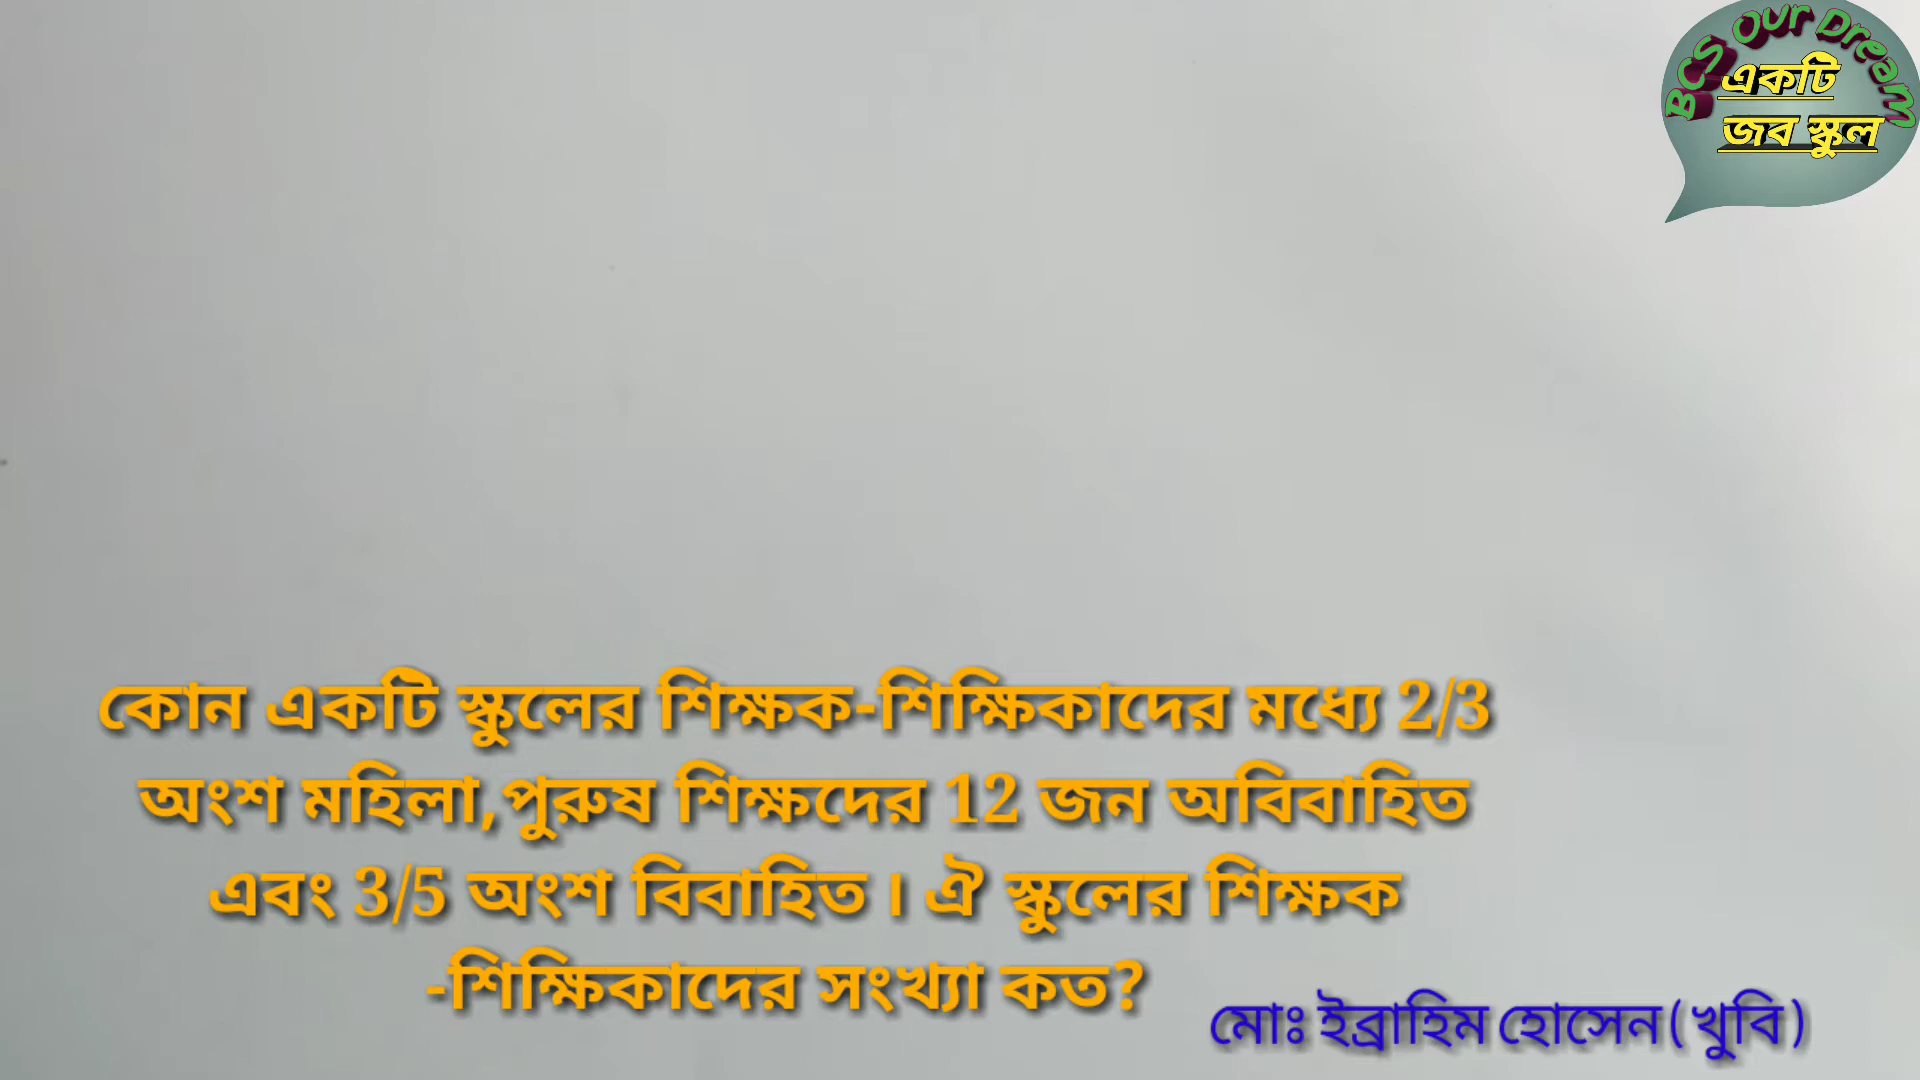 BCS Our Dream
একটি
জব স্কুল
কোন একটি স্কুলের শিক্ষক-শিক্ষিকাদের মধ্যে 2/3
অংশ মহিলা,পুরুষ শিক্ষদের 12 জন অবিবাহিত
এবং 3/5 অংশ বিবাহিত। ঐ স্কুলের শিক্ষক
-শিক্ষিকাদের সংখ্যা কত?
মোঃ ইব্রাহিম হোসেন(খুবি)